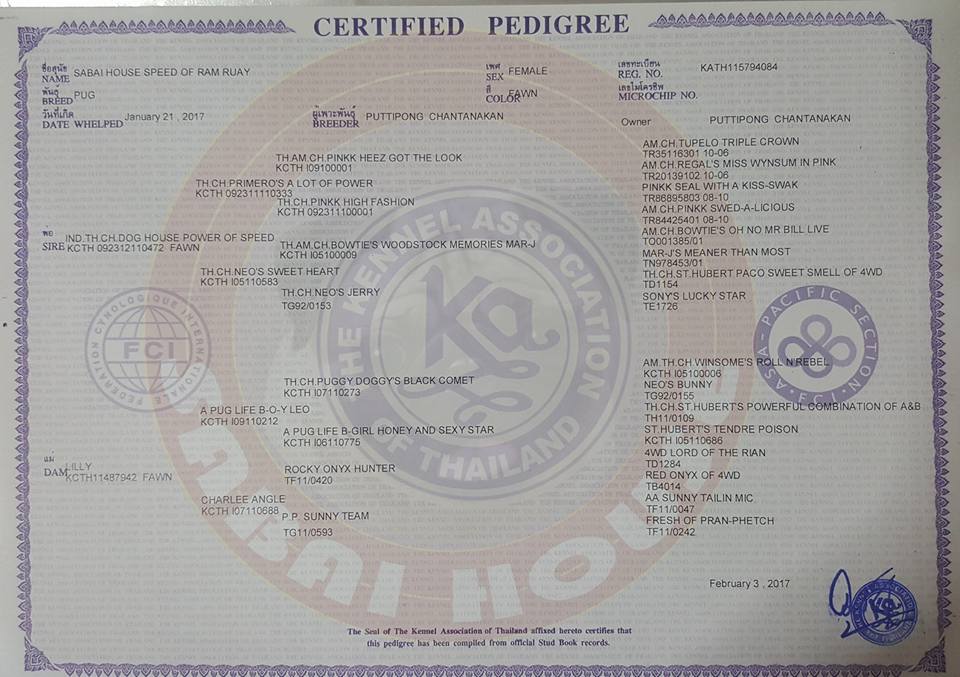 CERTIFIED PEDIGREE
ชื่อสุนัข
NAME SABAI HOUSE SPEED OF RAM RUAY
เพศ
SEX FEMALE
เลขทะเบียน
REG. NO. KATH115794084
พันธุ์
BREED PUG
สี
COLOR FAWN
เลขไมโครชิพ
MICROCHIP NO.
วันที่เกิด
DATE WHELPED January 21 , 2017
ผู้เพาะพันธุ์
BREEDER PUTTIPONG CHANTANAKAN
Owner PUTTIPONG CHANTANAKAN
AM.CH.TUPELO TRIPLE CROWN
TR35116301 10-06
TH.AM.CH.PINKK HEEZ GOT THE LOOK
KCTH I09100001
AM.CH.REGAL'S MISS WYNSUM IN PINK
TR20139102 10-06
TH.CH.PRIMERO'S A LOT OF POWER
KCTH 092311110333
PINKK SEAL WITH A KISS-SWAK
TR86895803 08-10
TH.CH.PINKK HIGH FASHION
KCTH 092311100001
AM.CH.PINKK SWED-A-LICIOUS
TR84425401 08-10
พ่อ
SIRE IND.TH.CH.DOG HOUSE POWER OF SPEED
KCTH 092312110472 FAWN
AM.CH.BOWTIE'S OH NO MR BILL LIVE
TO001385/01
TH.AM.CH.BOWTIE'S WOODSTOCK MEMORIES MAR-J
KCTH I05100009
MAR-J'S MEANER THAN MOST
TN978453/01
TH.CH.NEO'S SWEET HEART
KCTH I05110583
TH.CH.ST.HUBERT PACO SWEET SMELL OF 4WD
TD1154
TH.CH.NEO'S JERRY
TG92/0153
SONY'S LUCKY STAR
TE1726
AM.TH.CH WINSOME'S ROLL N'REBEL
KCTH I05100006
TH.CH.PUGGY DOGGY'S BLACK COMET
KCTH I07110273
NEO'S BUNNY
TG92/0155
A PUG LIFE B-O-Y LEO
KCTH I09110212
TH.CH.ST.HUBERT'S POWERFUL COMBINATION OF A&B
TH11/0109
A PUG LIFE B-GIRL HONEY AND SEXY STAR
KCTH I06110775
ST.HUBERT'S TENDRE POISON
KCTH I05110686
แม่
DAM LILLY
KCTH11487942 FAWN
4WD LORD OF THE RIAN
TD1284
ROCKY ONYX HUNTER
TF11/0420
RED ONYX OF 4WD
TB4014
CHARLEE ANGLE
KCTH I07110688
AA SUNNY TAILIN MIC
TF11/0047
P.P. SUNNY TEAM
TG11/0593
FRESH OF PRAN-PHETCH
TF11/0242
THE KENNEL ASSOCIATION
OF THAILAND
Ka
FEDERATION CYNOLOGIQUE INTERNATIONALE
FCI
ASIA - PACIFIC SECTION
FCI
February 3 , 2017
The Seal of The Kennel Association of Thailand affixed hereto certifies that
this pedigree has been compiled from official Stud Book records.